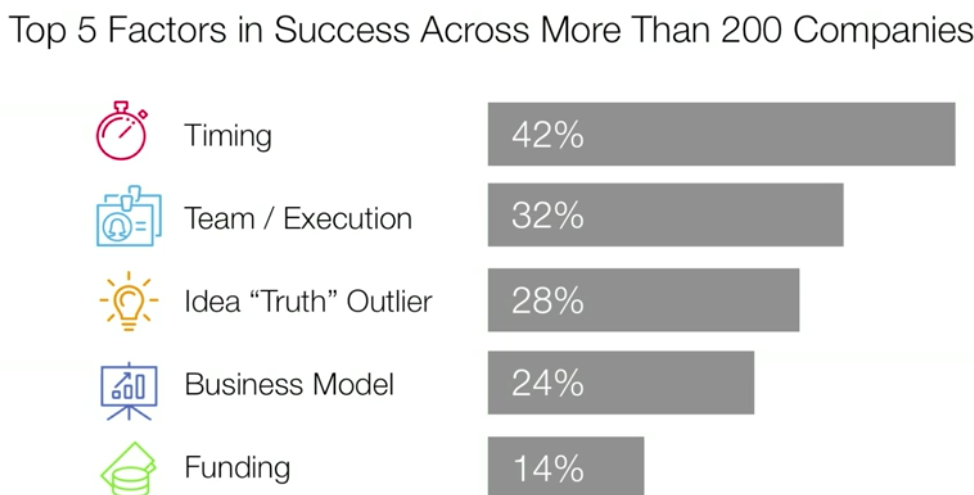 Top 5 Factors in Success Across More Than 200 Companies
Timing 42%
Team / Execution 32%
Idea “Truth” Outlier 28%
Business Model 24%
Funding 14%